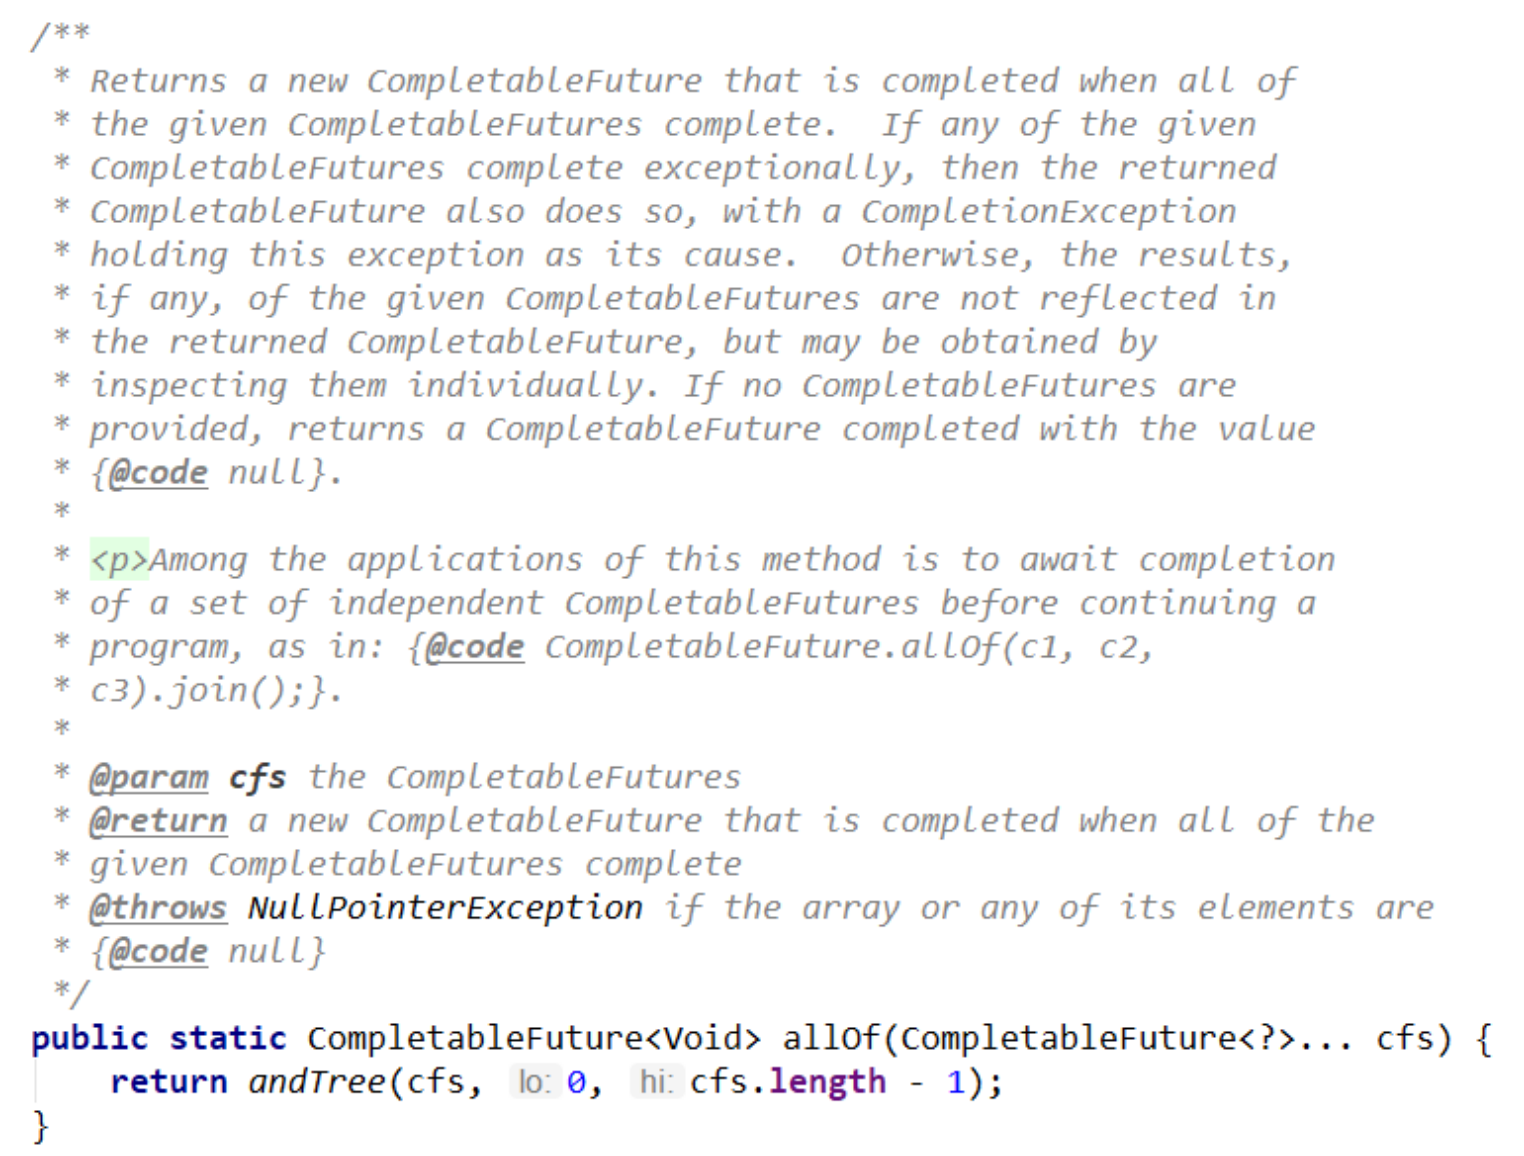 /**
 * Returns a new CompletableFuture that is completed when all of
 * the given CompletableFutures complete.  If any of the given
 * CompletableFutures complete exceptionally, then the returned
 * CompletableFuture also does so, with a CompletionException
 * holding this exception as its cause.  Otherwise, the results,
 * if any, of the given CompletableFutures are not reflected in
 * the returned CompletableFuture, but may be obtained by
 * inspecting them individually. If no CompletableFutures are
 * provided, returns a CompletableFuture completed with the value
 * {@code null}.
 *
 * <p>Among the applications of this method is to await completion
 * of a set of independent CompletableFutures before continuing a
 * program, as in: {@code CompletableFuture.allOf(c1, c2,
 * c3).join();}.
 *
 * @param cfs the CompletableFutures
 * @return a new CompletableFuture that is completed when all of the
 * given CompletableFutures complete
 * @throws NullPointerException if the array or any of its elements are
 * {@code null}
 */
public static CompletableFuture<Void> allOf(CompletableFuture<?>... cfs) {
    return andTree(cfs, lo: 0, hi: cfs.length - 1);
}